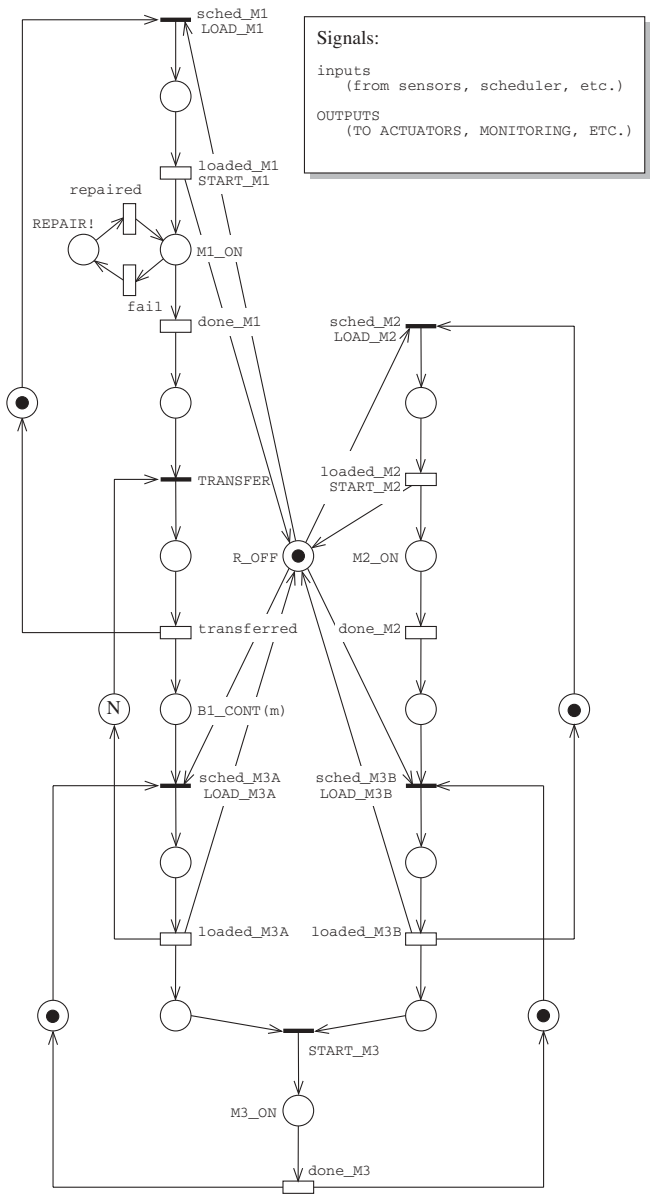 sched_M1
LOAD_M1
Signals:
inputs
(from sensors, scheduler, etc.)
OUTPUTS
(TO ACTUATORS, MONITORING, ETC.)
loaded_M1
START_M1
repaired
REPAIR!
M1_ON
fail
done_M1
sched_M2
LOAD_M2
loaded_M2
START_M2
TRANSFER
R_OFF
M2_ON
transferred
done_M2
N
B1_CONT(m)
sched_M3A
LOAD_M3A
sched_M3B
LOAD_M3B
loaded_M3A
loaded_M3B
START_M3
M3_ON
done_M3